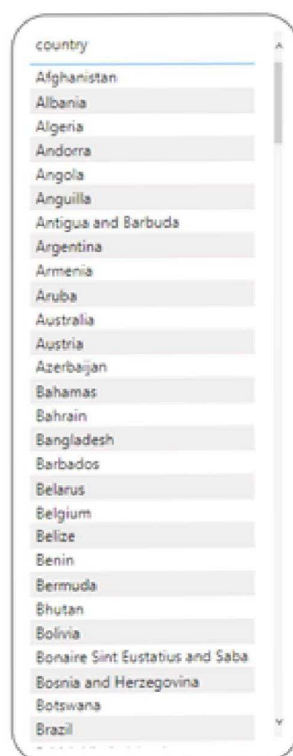 country
Afghanistan
Albania
Algeria
Andorra
Angola
Anguilla
Antigua and Barbuda
Argentina
Armenia
Aruba
Australia
Austria
Azerbaijan
Bahamas
Bahrain
Bangladesh
Barbados
Belarus
Belgium
Belize
Benin
Bermuda
Bhutan
Bolivia
Bonaire Sint Eustatius and Saba
Bosnia and Herzegovina
Botswana
Brazil